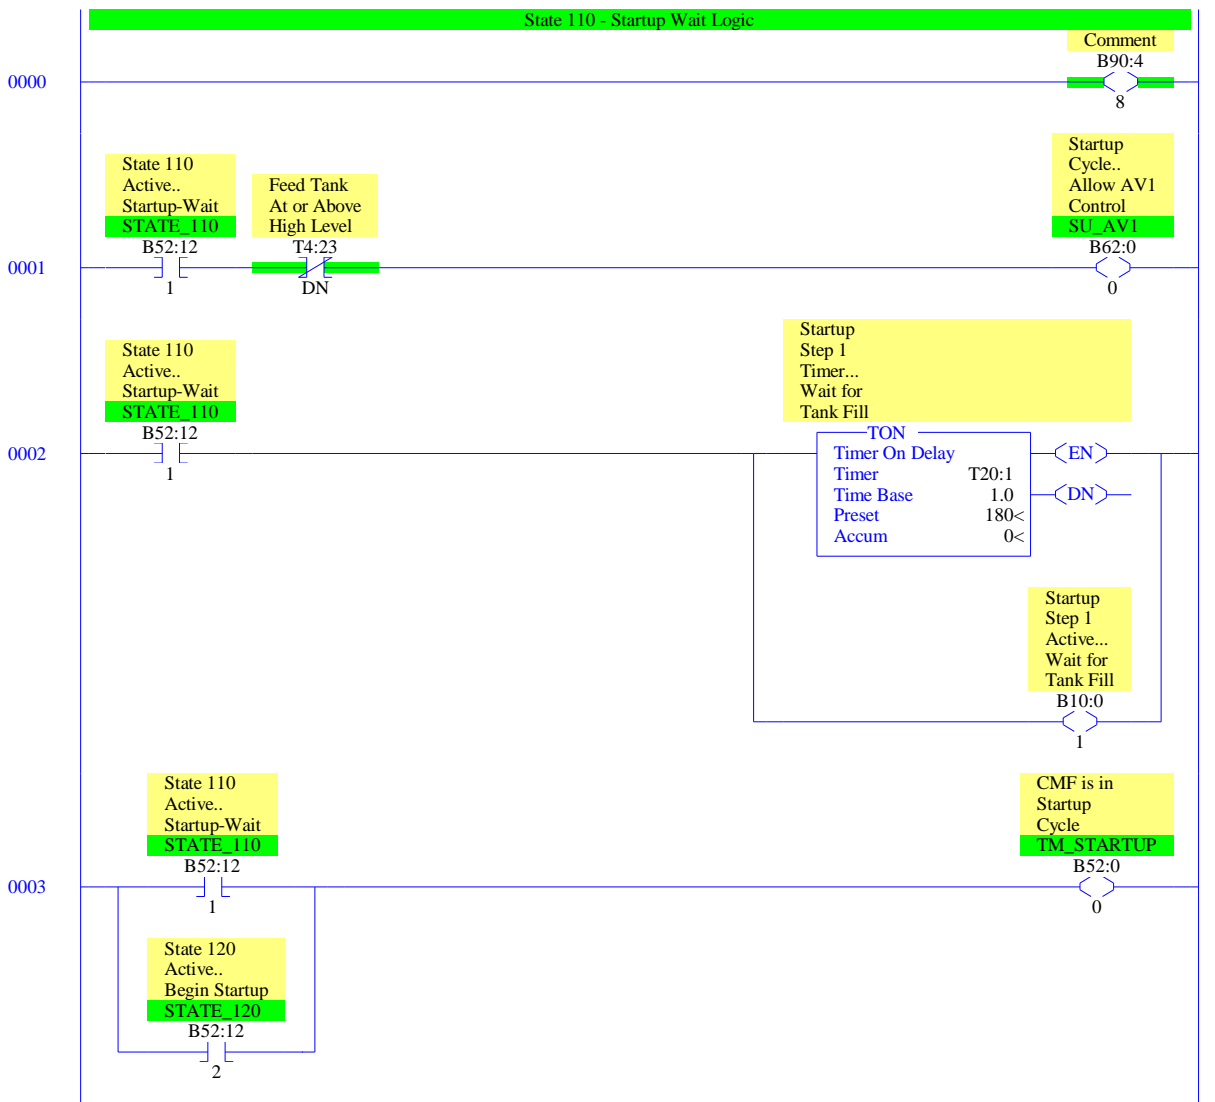 State 110 - Startup Wait Logic
Comment
B90:4
0000
8
State 110
Active..
Startup-Wait
STATE_110
B52:12
1
Feed Tank
At or Above
High Level
T4:23
DN
Startup
Cycle..
Allow AV1
Control
SU_AV1
B62:0
0
0001
State 110
Active..
Startup-Wait
STATE_110
B52:12
1
0002
Startup
Step 1
Timer...
Wait for
Tank Fill
TON
Timer On Delay
Timer T20:1
Time Base 1.0
Preset 180<
Accum 0<
EN
DN
Startup
Step 1
Active...
Wait for
Tank Fill
B10:0
1
State 110
Active..
Startup-Wait
STATE_110
B52:12
1
CMF is in
Startup
Cycle
TM_STARTUP
B52:0
0
0003
State 120
Active..
Begin Startup
STATE_120
B52:12
2